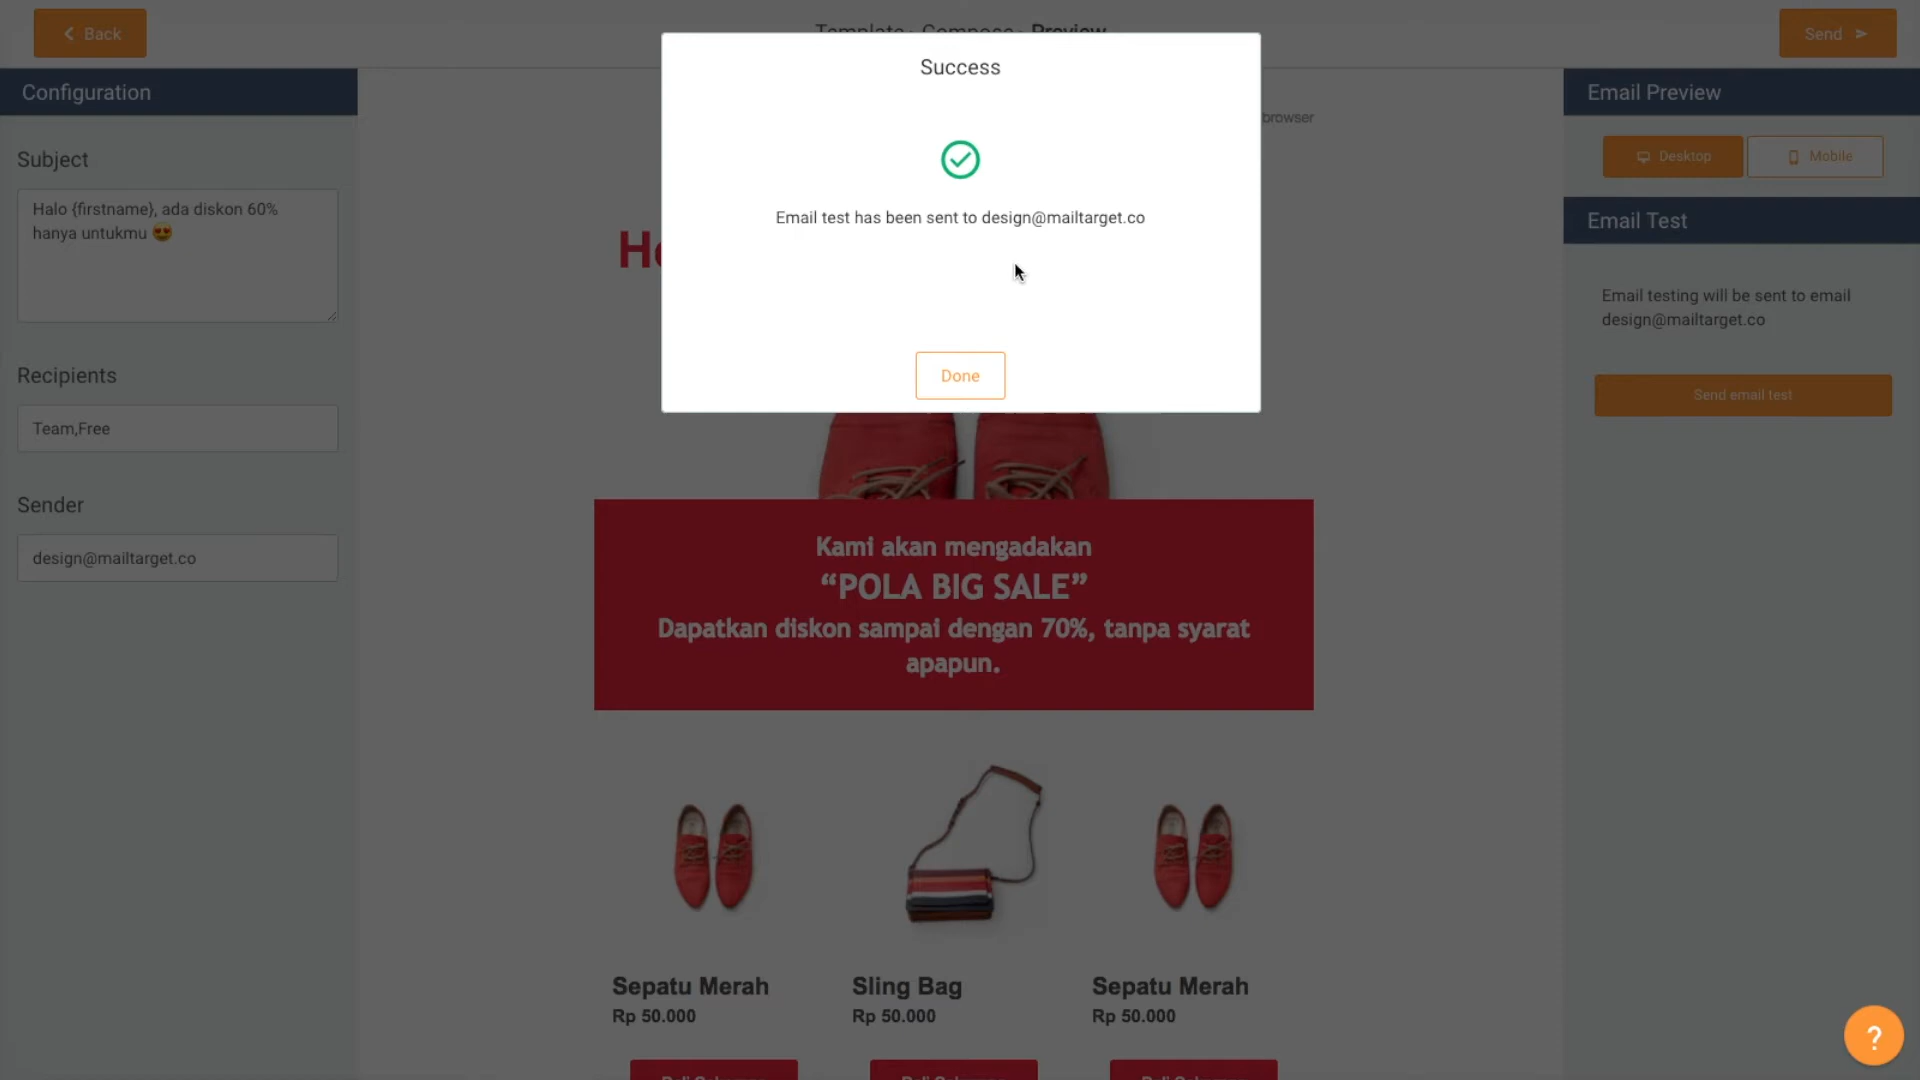 Back
Template · Compose · Preview
Send
Configuration
Subject
Halo {firstname}, ada diskon 60%
hanya untukmu 😍
Recipients
Team,Free
Sender
design@mailtarget.co
Success
Email test has been sent to design@mailtarget.co
Done
browser
Kami akan mengadakan
“POLA BIG SALE”
Dapatkan diskon sampai dengan 70%, tanpa syarat
apapun.
Sepatu Merah
Rp 50.000
Sling Bag
Rp 50.000
Sepatu Merah
Rp 50.000
Email Preview
Desktop
Mobile
Email Test
Email testing will be sent to email
design@mailtarget.co
Send email test
?